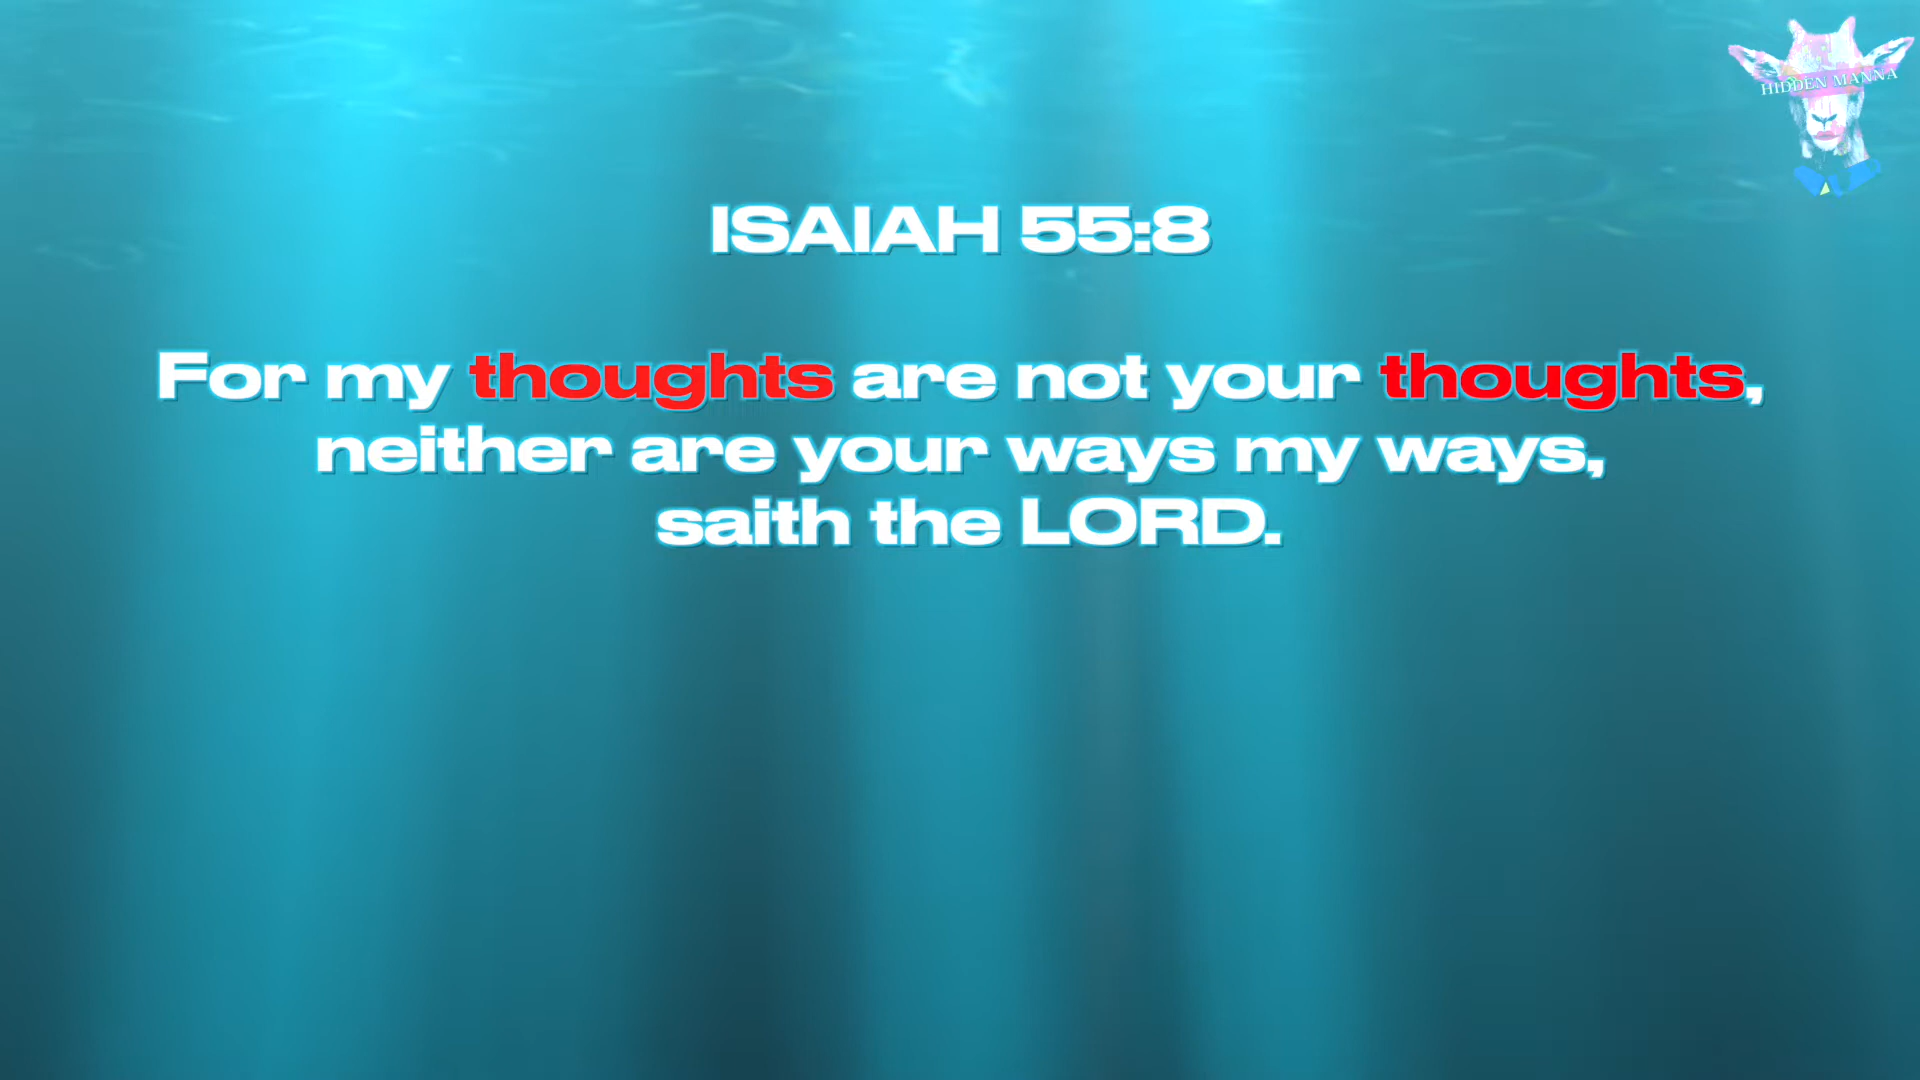 HIDDEN MANNA
ISAIAH 55:8
For my thoughts are not your thoughts,
neither are your ways my ways,
saith the LORD.